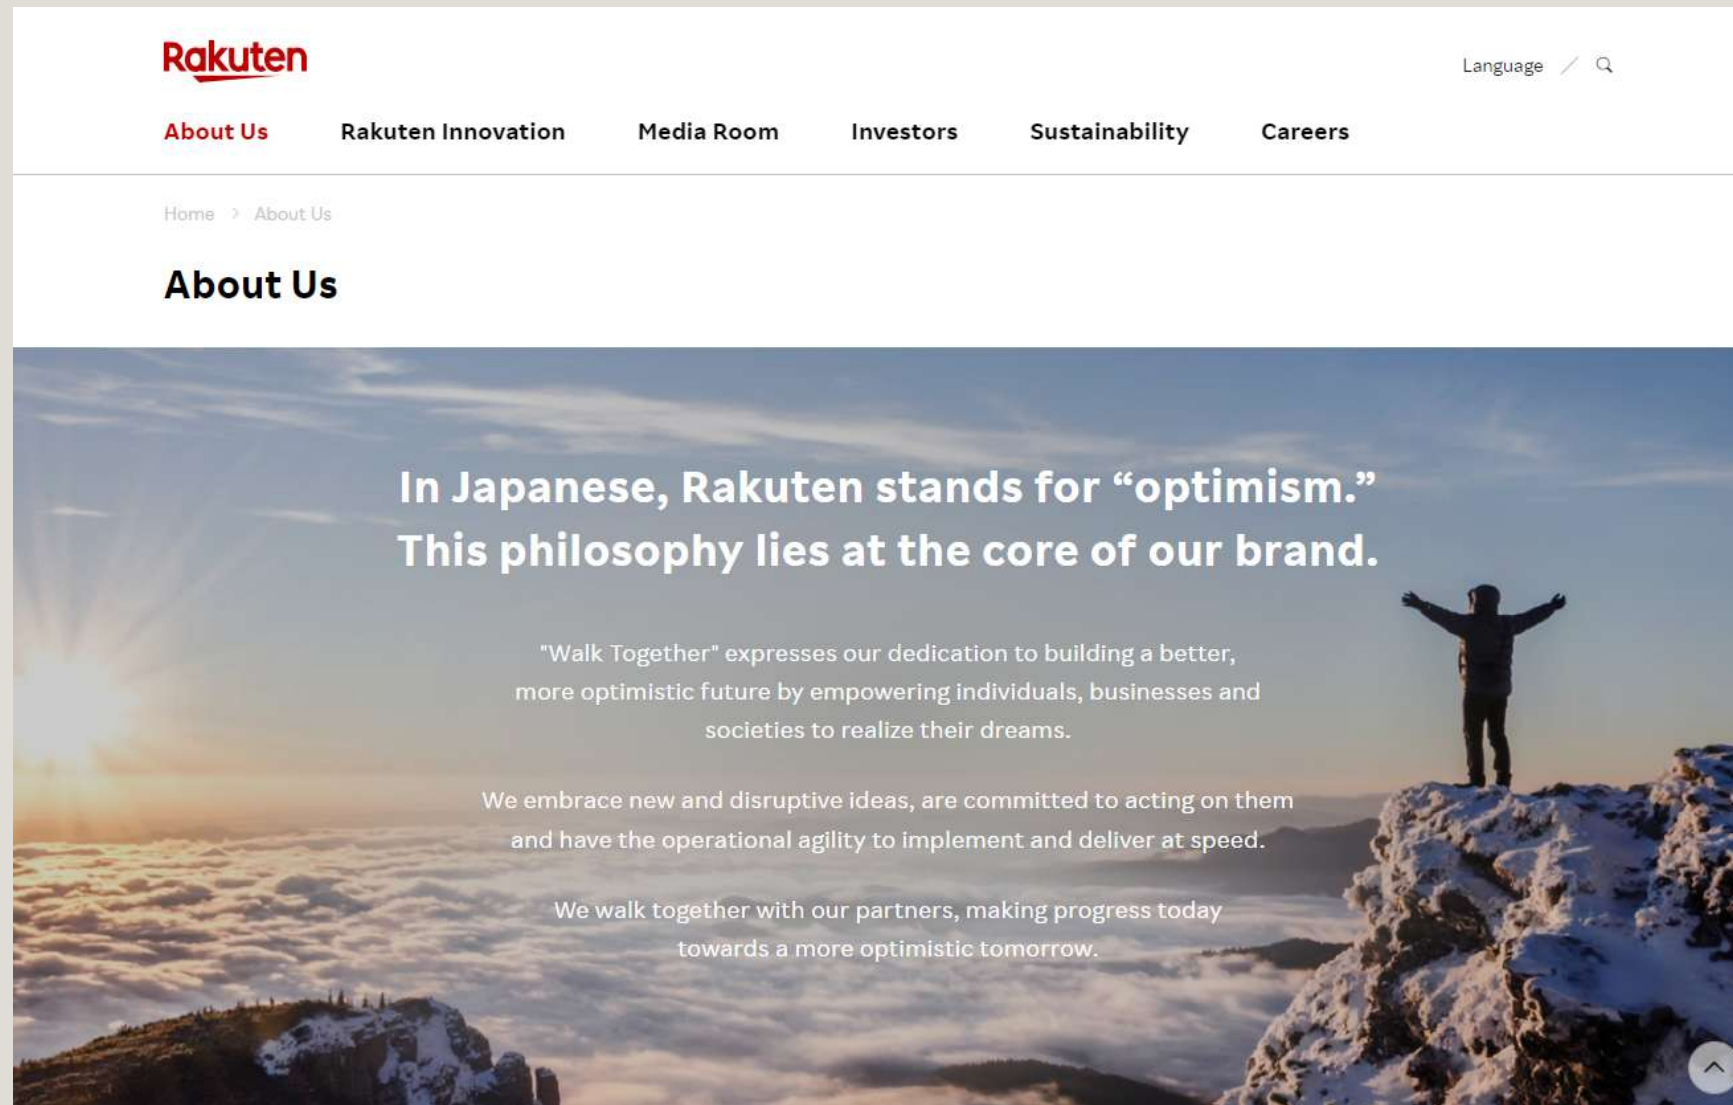 Rakuten
Language
About Us
Rakuten Innovation
Media Room
Investors
Sustainability
Careers
Home > About Us
About Us
In Japanese, Rakuten stands for “optimism.”
This philosophy lies at the core of our brand.
"Walk Together" expresses our dedication to building a better,
more optimistic future by empowering individuals, businesses and
societies to realize their dreams.
We embrace new and disruptive ideas, are committed to acting on them
and have the operational agility to implement and deliver at speed.
We walk together with our partners, making progress today
towards a more optimistic tomorrow.